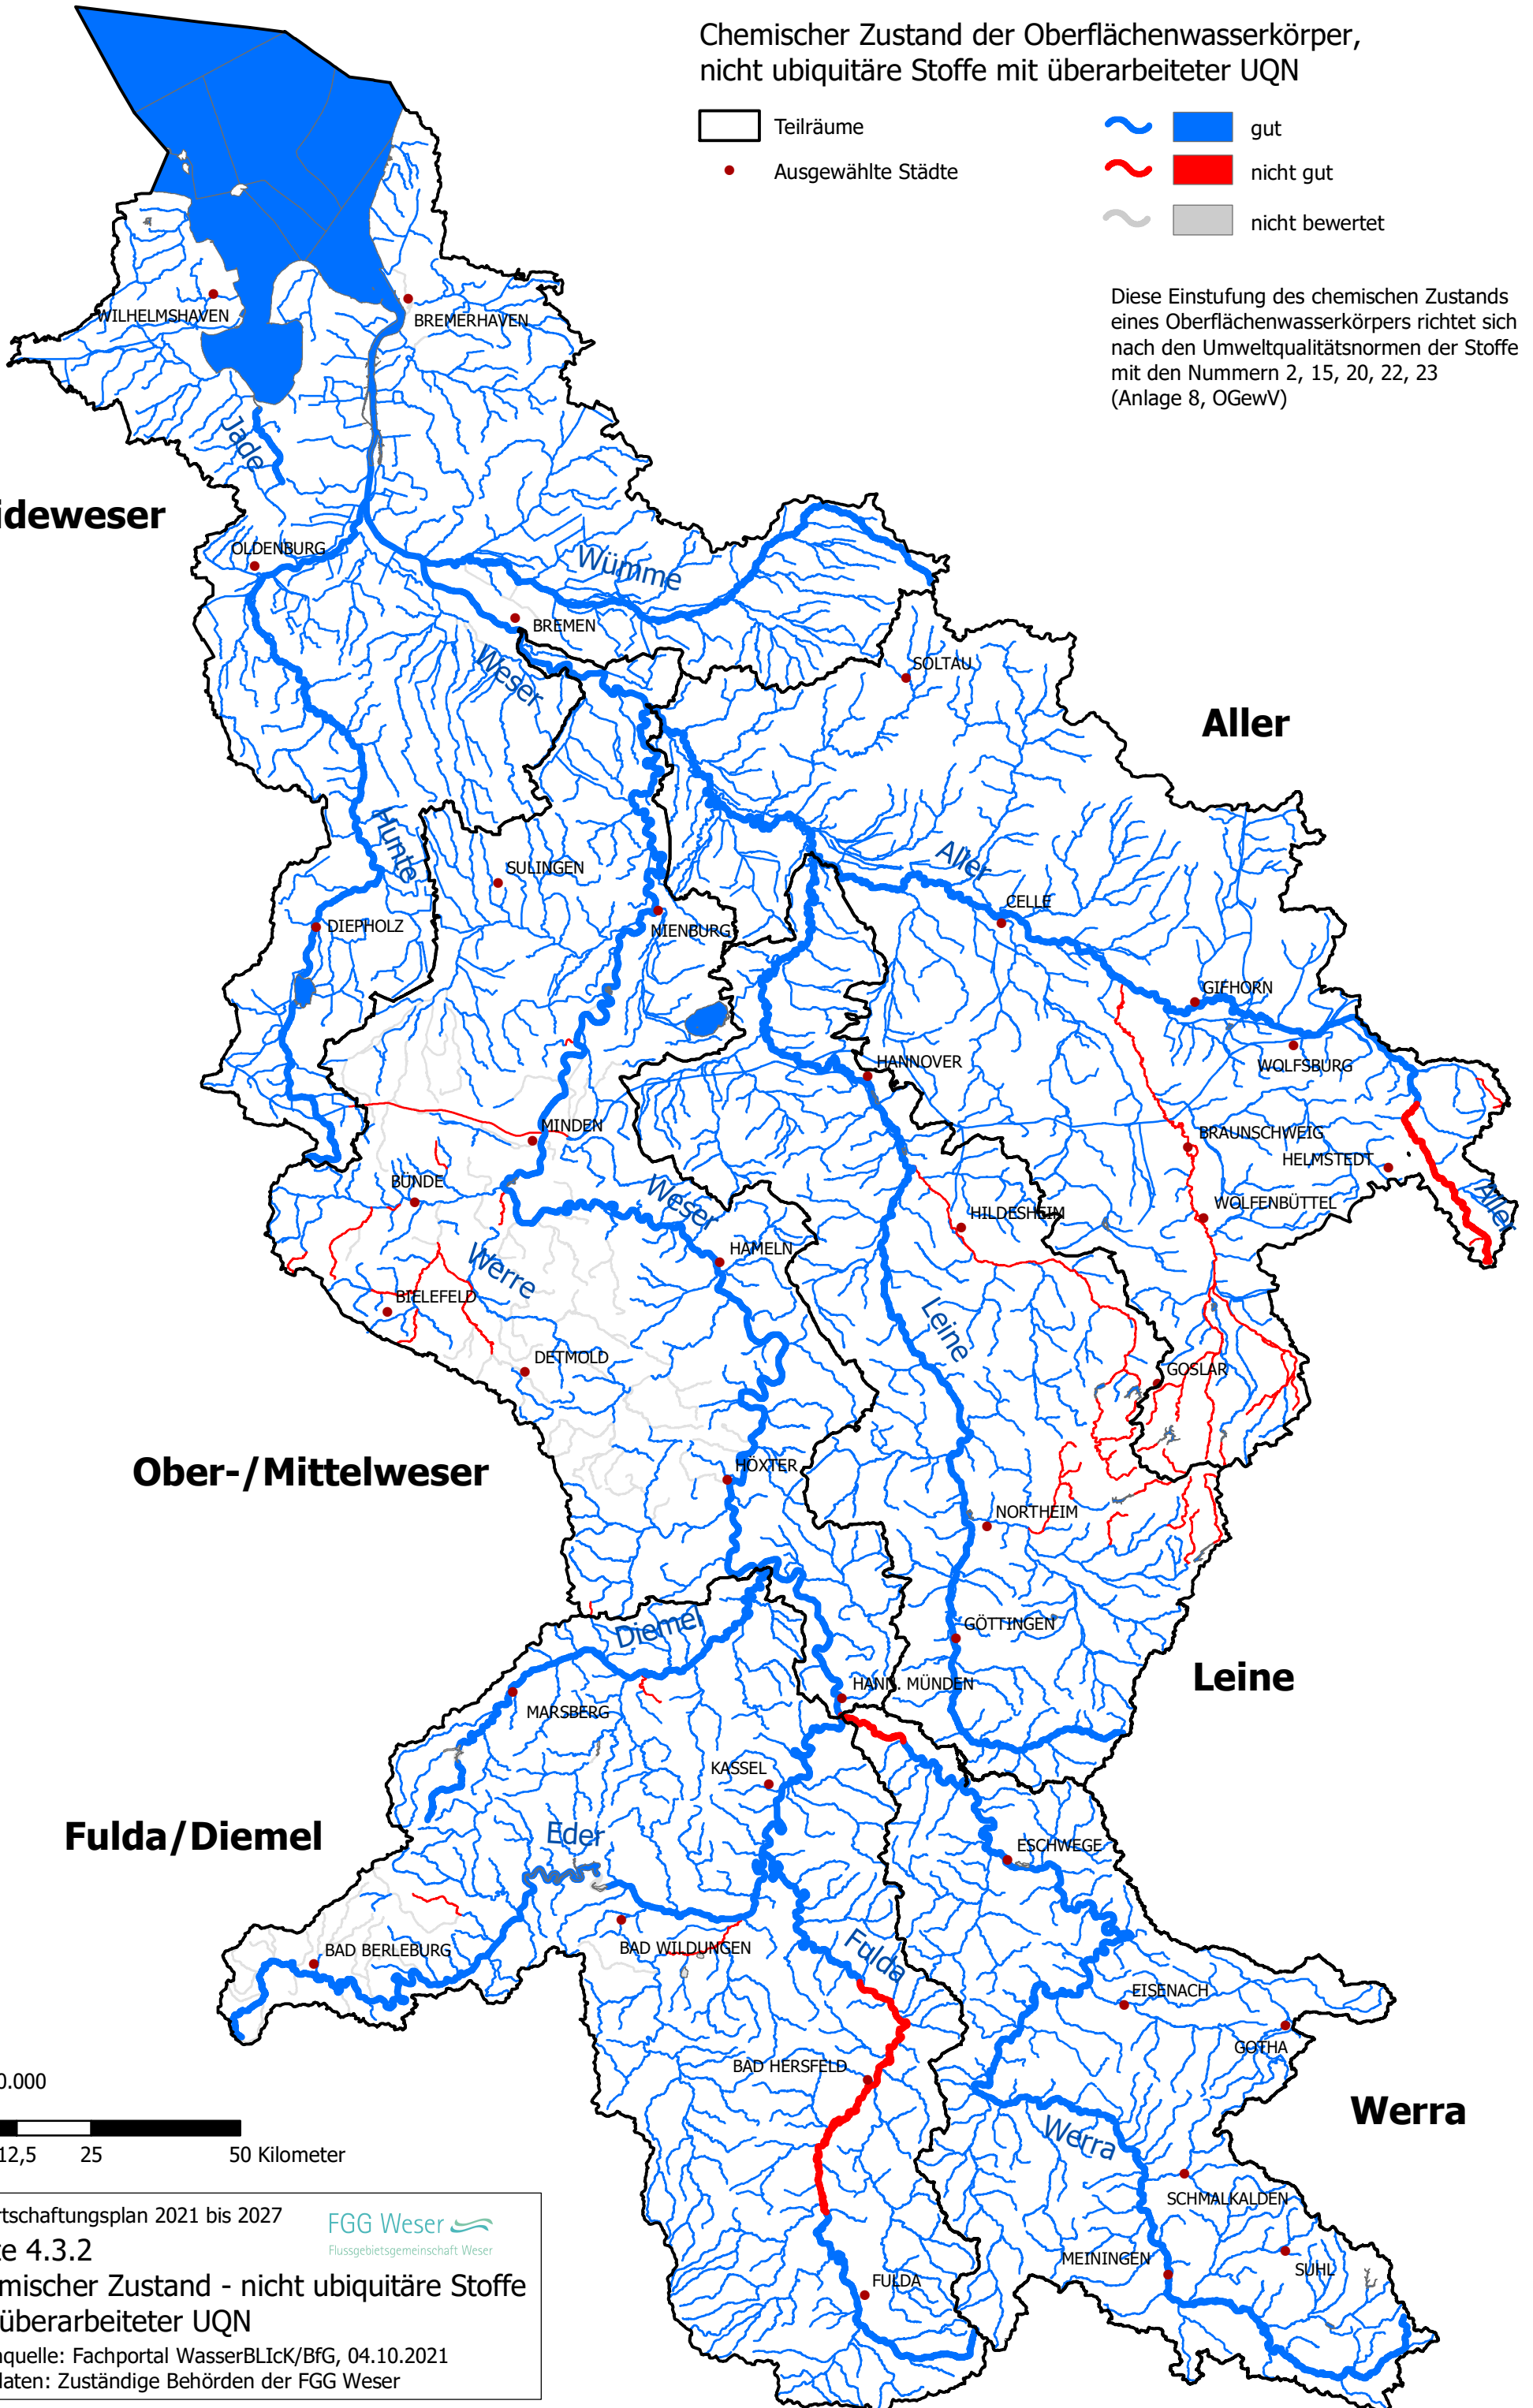 Chemischer Zustand der Oberflächenwasserkörper,
nicht ubiquitäre Stoffe mit überarbeiteter UQN
Teilräume
Ausgewählte Städte
gut
nicht gut
nicht bewertet
Diese Einstufung des chemischen Zustands
eines Oberflächenwasserkörpers richtet sich
nach den Umweltqualitätsnormen der Stoffe
mit den Nummern 2, 15, 20, 22, 23
(Anlage 8, OGewV)
WILHELMSHAVEN
BREMERHAVEN
Jade
ideweser
OLDENBURG
Wümme
BREMEN
Weser
SOLTAU
Aller
Hunte
SULINGEN
Aller
CELLE
DIEPHOLZ
NIENBURG
GIFHORN
HANNOVER
WOLFSBURG
MINDEN
BRAUNSCHWEIG
HELMSTEDT
BÜNDE
Weser
WOLFENBÜTTEL
Aller
HILDESHEIM
HAMELN
Werre
BIELEFELD
Leine
DETMOLD
GOSLAR
Ober-/Mittelweser
HÖXTER
NORTHEIM
Diemel
GÖTTINGEN
Leine
HANN. MÜNDEN
MARSBERG
KASSEL
Fulda/Diemel
Eder
ESCHWEGE
BAD BERLEBURG
BAD WILDUNGEN
Fulda
EISENACH
GOTHA
BAD HERSFELD
0.000
Werra
Werra
12,5 25 50 Kilometer
SCHMALKALDEN
MEININGEN
SUHL
FULDA
rtschaftungsplan 2021 bis 2027
FGG Weser
Flussgebietsgemeinschaft Weser
te 4.3.2
mischer Zustand - nicht ubiquitäre Stoffe
überarbeiteter UQN
nquelle: Fachportal WasserBLIcK/BfG, 04.10.2021
daten: Zuständige Behörden der FGG Weser